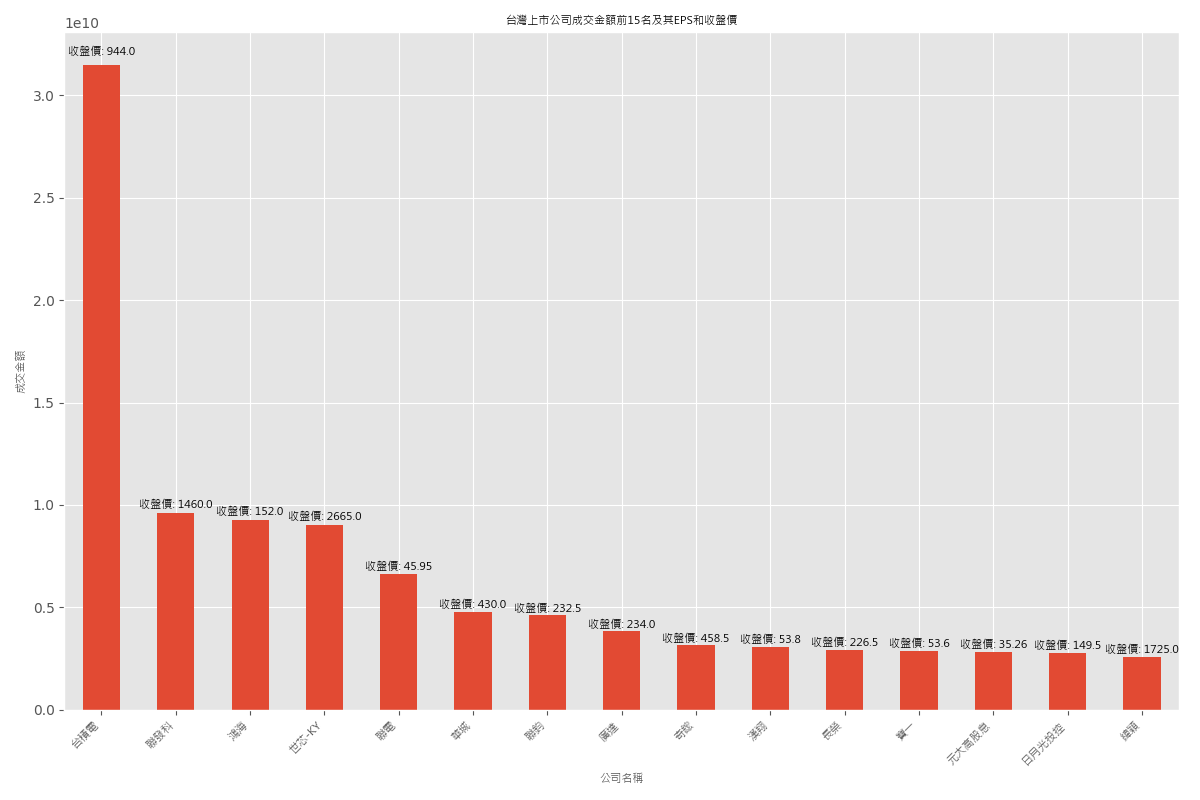 台灣上市公司成交金額前15名及其EPS和收盤價
1e10
3.0
2.5
2.0
1.5
1.0
0.5
0.0
成交金額
收盤價: 944.0
收盤價: 1460.0
收盤價: 152.0
收盤價: 2665.0
收盤價: 45.95
收盤價: 430.0
收盤價: 232.5
收盤價: 234.0
收盤價: 458.5
收盤價: 53.8
收盤價: 226.5
收盤價: 53.6
收盤價: 35.26
收盤價: 149.5
收盤價: 1725.0
台積電
聯發科
鴻海
世芯-KY
聯電
華城
聯鈞
廣達
奇鋐
漢翔
長榮
寶一
元大高股息
日月光投控
緯穎
公司名稱